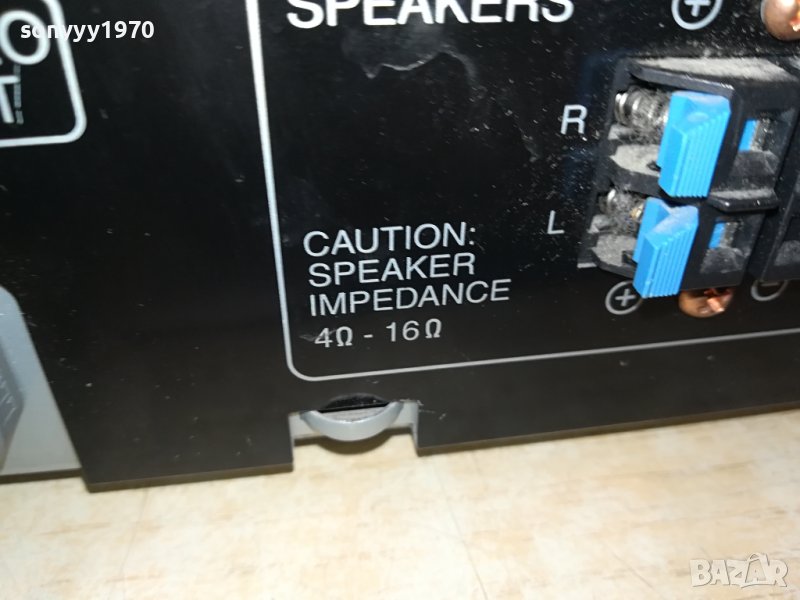 sonyyy1970
SPEAKERS
+
R
L
CAUTION:
SPEAKER
IMPEDANCE
4Ω - 16Ω
+ −
BAZAR